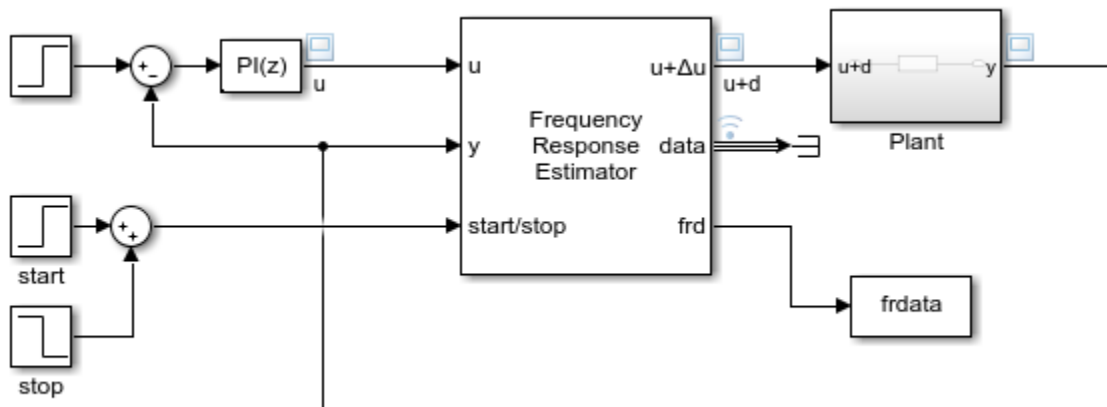 PI(z)
u
u
y
start/stop
Frequency
Response
Estimator
u+Δu
data
frd
u+d
u+d
y
Plant
start
stop
frdata